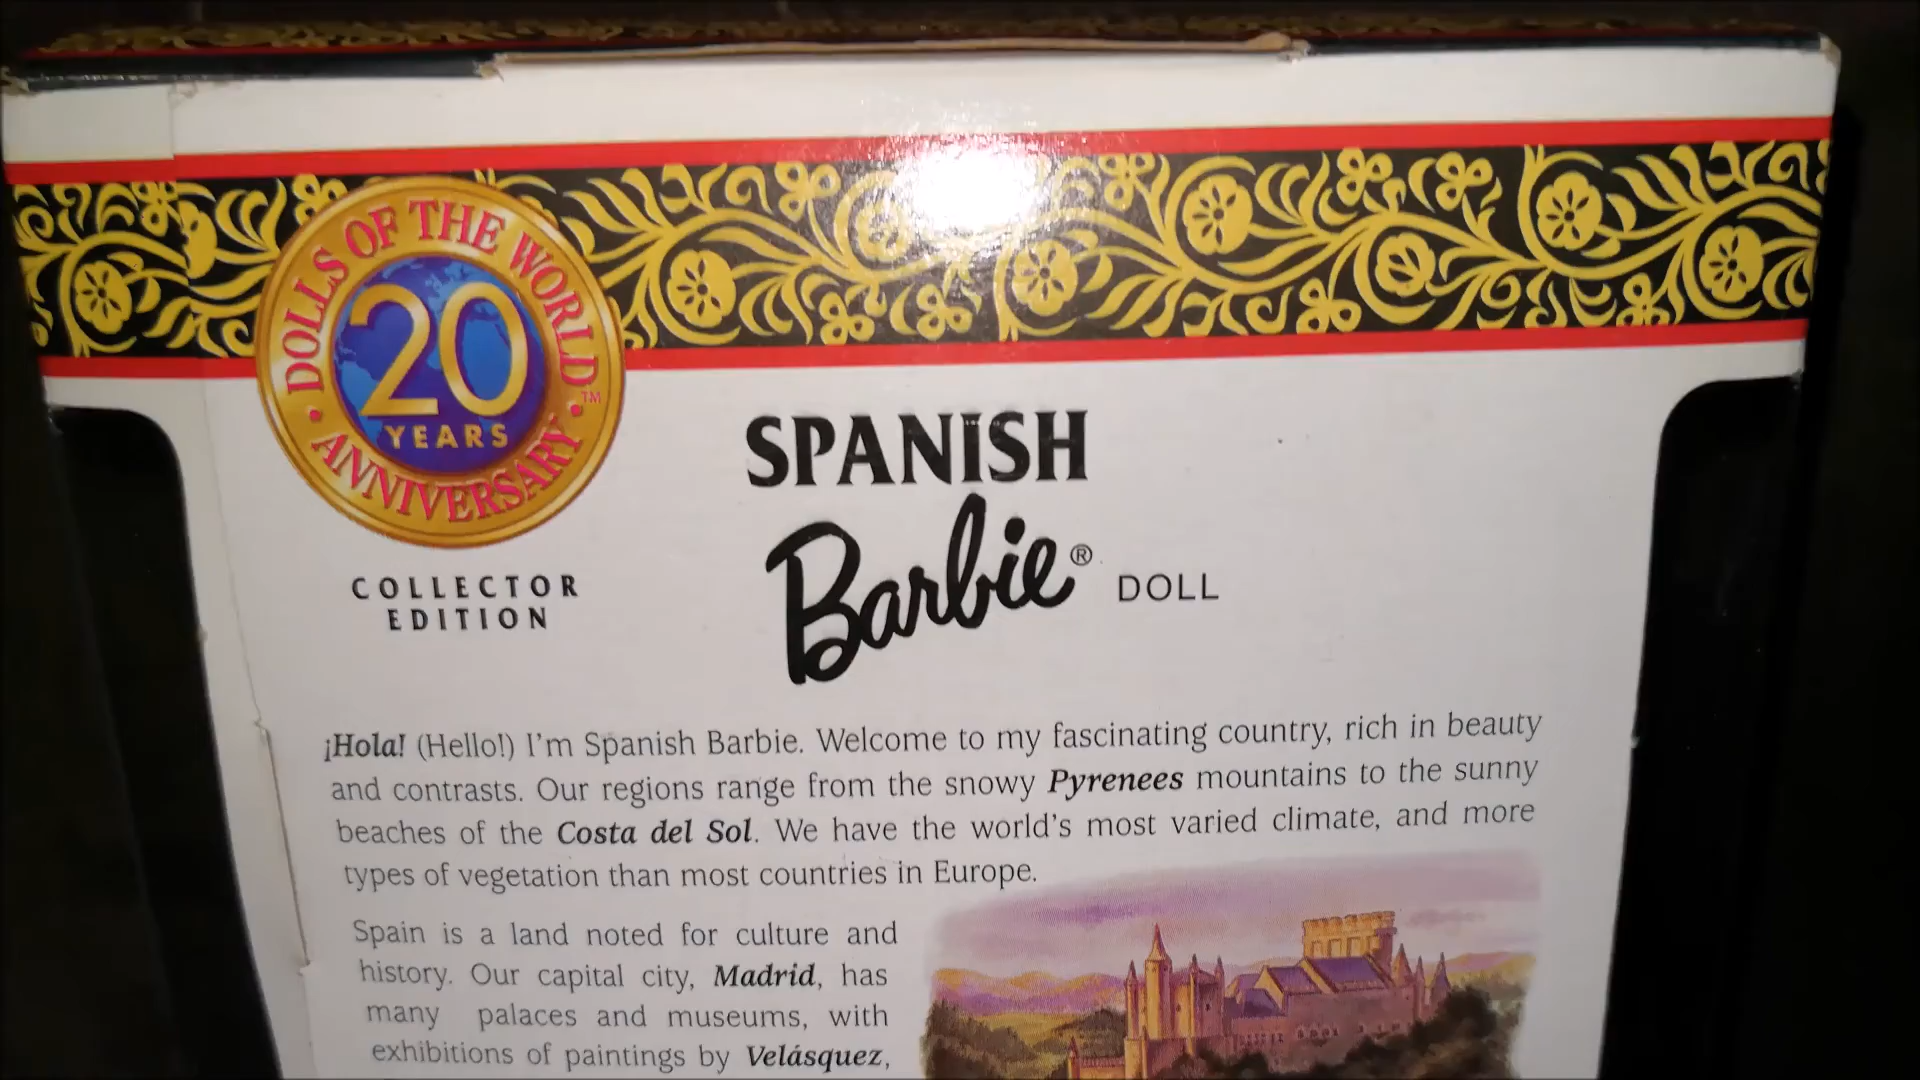 DOLLS OF THE WORLD™
20
YEARS
ANNIVERSARY
COLLECTOR
EDITION
SPANISH
Barbie® DOLL
¡Hola! (Hello!) I'm Spanish Barbie. Welcome to my fascinating country, rich in beauty
and contrasts. Our regions range from the snowy Pyrenees mountains to the sunny
beaches of the Costa del Sol. We have the world's most varied climate, and more
types of vegetation than most countries in Europe.
Spain is a land noted for culture and
history. Our capital city, Madrid, has
many palaces and museums, with
exhibitions of paintings by Velásquez,